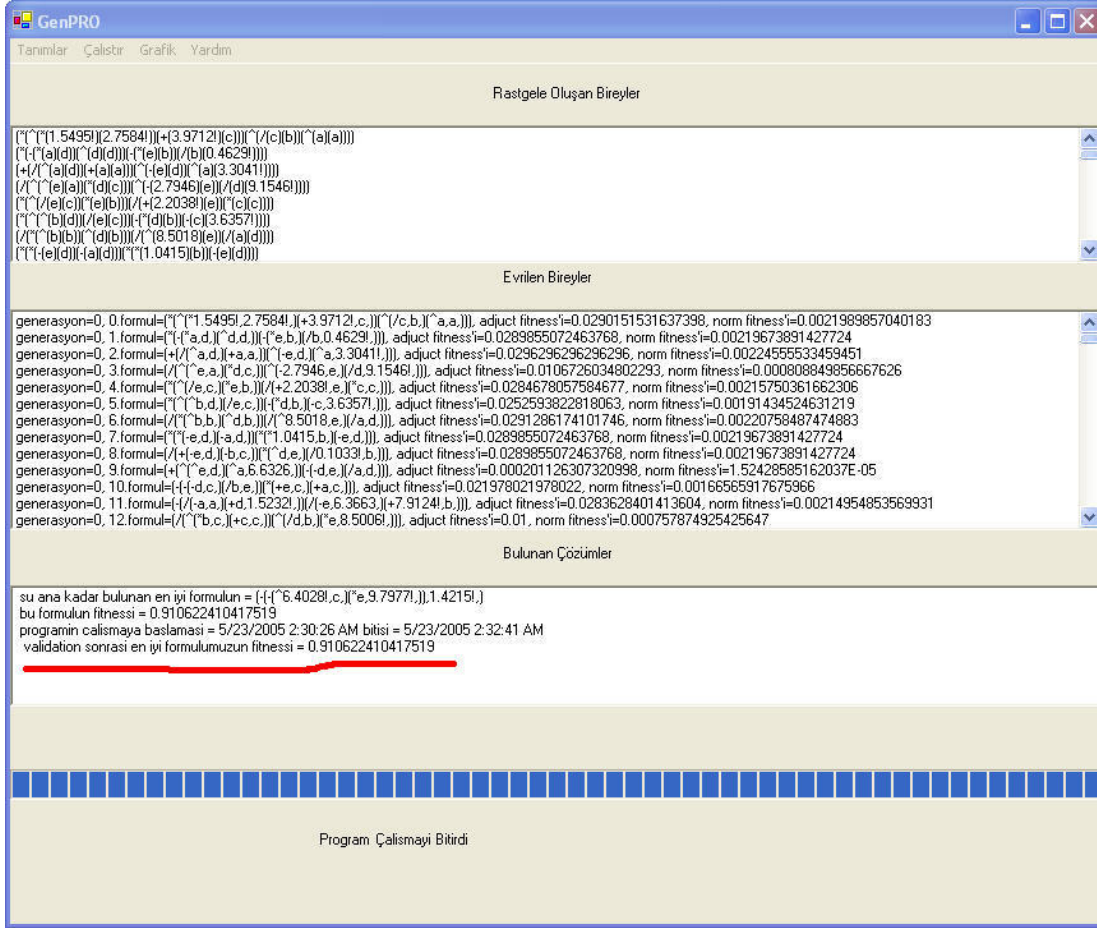 GenPRO
Tanımlar Çalıstır Grafik Yardım
Rastgele Oluşan Bireyler
(*(^(*(1.5495!)(2.7584!))(+(3.9712!)(c)))(^(/(c)(b))(^(a)(a))))
(*(-(*(a)(d))(^(d)(d)))(-(*(e)(b))(/(b)(0.4629!))))
(+(/(^(a)(d))(+(a)(a)))(^(-(e)(d))(^(a)(3.3041!))))
(/(^(^(e)(a))(*(d)(c)))(^(-(2.7946)(e))(/(d)(9.1546!))))
(*(^(/(e)(c))(*(e)(b)))(/(+(2.2038!)(e))(*(c)(c))))
(*(^(^(b)(d))(/(e)(c)))(-(*(d)(b))(-(c)(3.6357!))))
(/(*(^(b)(b))(^(d)(b)))(/(^(8.5018)(e))(/(a)(d))))
(*(*(-(e)(d))(-(a)(d)))(*(*(1.0415)(b))(-(e)(d))))
Evrilen Bireyler
generasyon=0, 0.formul=(*(^(*1.5495!,2.7584!,)(+3.9712!,c,))(^(/c,b,)(^a,a,))), adjuct fitness'i=0.0290151531637398, norm fitness'i=0.0021989857040183
generasyon=0, 1.formul=(*(-(*a,d,)(^d,d,))(-(*e,b,)(/b,0.4629!,))), adjuct fitness'i=0.0289855072463768, norm fitness'i=0.00219673891427724
generasyon=0, 2.formul=(+(/(^a,d,)(+a,a,))(^(-e,d,)(^a,3.3041!,))), adjuct fitness'i=0.0296296296296296, norm fitness'i=0.00224555533459451
generasyon=0, 3.formul=(/(^(^e,a,)(*d,c,))(^(-2.7946,e,)(/d,9.1546!,))), adjuct fitness'i=0.0106726034802293, norm fitness'i=0.000808849856667626
generasyon=0, 4.formul=(*(^(/e,c,)(*e,b,))(/(+2.2038!,e,)(*c,c,))), adjuct fitness'i=0.0284678057584677, norm fitness'i=0.00215750361662306
generasyon=0, 5.formul=(*(^(^b,d,)(/e,c,))(-(*d,b,)(-c,3.6357!,))), adjuct fitness'i=0.0252593822818063, norm fitness'i=0.00191434524631219
generasyon=0, 6.formul=(/(*(^b,b,)(^d,b,))(/(^8.5018,e,)(/a,d,))), adjuct fitness'i=0.0291286174101746, norm fitness'i=0.00220758487474883
generasyon=0, 7.formul=(*(*(-e,d,)(-a,d,))(*(*1.0415,b,)(-e,d,))), adjuct fitness'i=0.0289855072463768, norm fitness'i=0.00219673891427724
generasyon=0, 8.formul=(/(+(-e,d,)(-b,c,))(*(^d,e,)(/0.1033!,b,))), adjuct fitness'i=0.0289855072463768, norm fitness'i=0.00219673891427724
generasyon=0, 9.formul=(+(^(^e,d,)(^a,6.6326,))(-(-d,e,)(/a,d,))), adjuct fitness'i=0.000201126307320998, norm fitness'i=1.52428585162037E-05
generasyon=0, 10.formul=(-(-(-d,c,)(/b,e,))(*(+e,c,)(+a,c,))), adjuct fitness'i=0.021978021978022, norm fitness'i=0.00166565917675966
generasyon=0, 11.formul=(-(/(-a,a,)(+d,1.5232!,))(/(-e,6.3663,)(+7.9124!,b,))), adjuct fitness'i=0.0283628401413604, norm fitness'i=0.00214954853569931
generasyon=0, 12.formul=(/(^(*b,c,)(+c,c,))(^(/d,b,)(*e,8.5006!,))), adjuct fitness'i=0.01, norm fitness'i=0.000757874925425647
Bulunan Çözümler
su ana kadar bulunan en iyi formulun = (-(-(^6.4028!,c,)(*e,9.7977!,)),1.4215!,)
bu formulun fitnessi = 0.910622410417519
programin calismaya baslamasi = 5/23/2005 2:30:26 AM bitisi = 5/23/2005 2:32:41 AM
validation sonrasi en iyi formulumuzun fitnessi = 0.910622410417519
Program Çalismayi Bitirdi